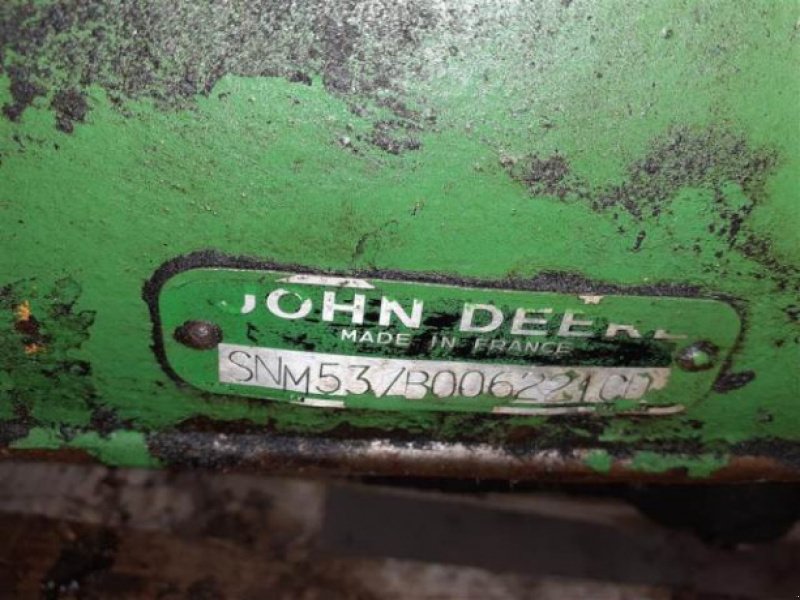 JOHN DEERE
MADE IN FRANCE
SNM537B006221CD